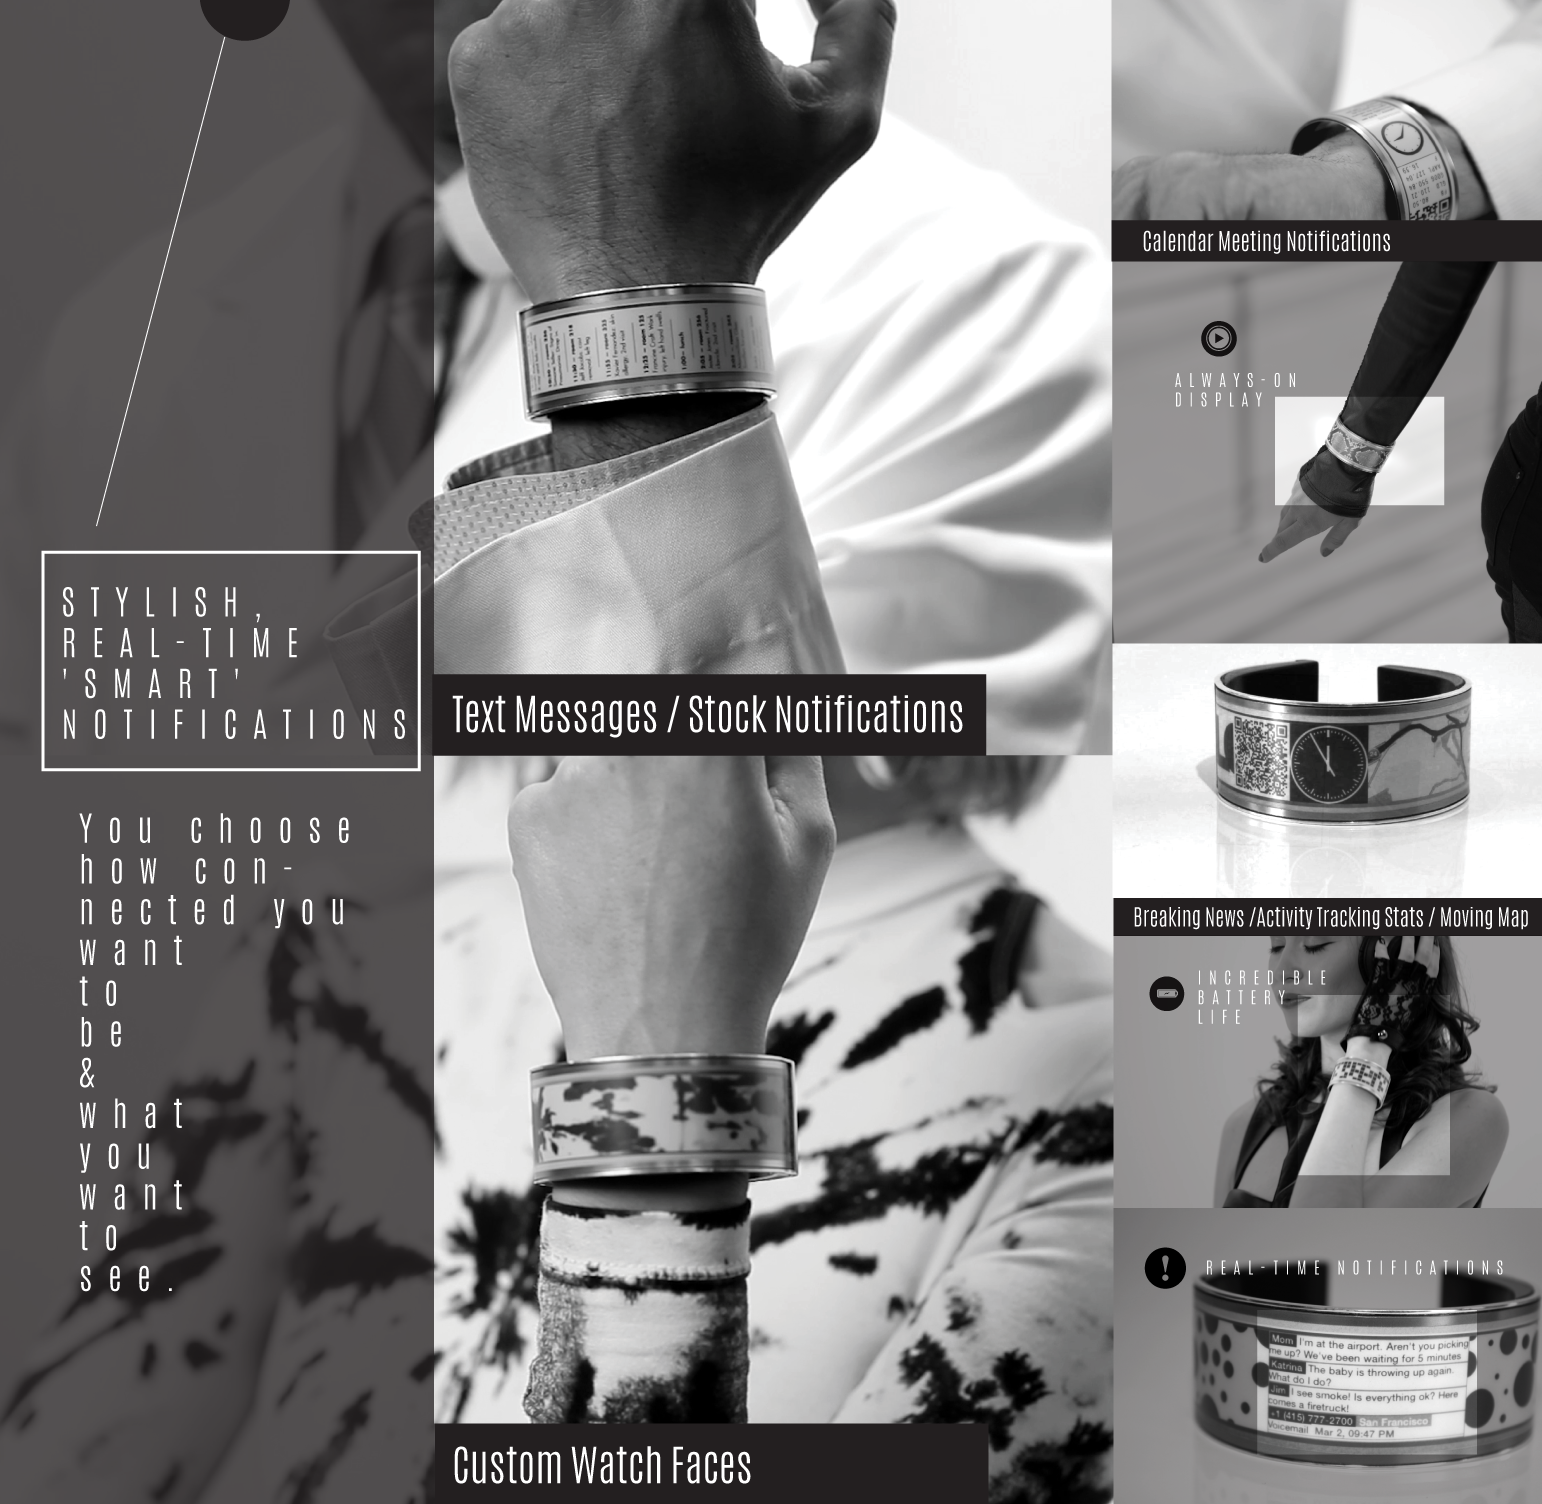 STYLISH,
REAL-TIME
'SMART'
NOTIFICATIONS
You choose
how con-
nected you
want
to
be
&
what
you
want
to
see.
Text Messages / Stock Notifications
Custom Watch Faces
Calendar Meeting Notifications
ALWAYS-ON
DISPLAY
Breaking News /Activity Tracking Stats / Moving Map
INCREDIBLE
BATTERY
LIFE
REAL-TIME NOTIFICATIONS
Mom I'm at the airport. Aren't you picking
me up? We've been waiting for 5 minutes
Katrina The baby is throwing up again.
What do I do?
Jim I see smoke! Is everything ok? Here
comes a firetruck!
+1 (415) 777-2700 San Francisco
Voicemail Mar 2, 09:47 PM